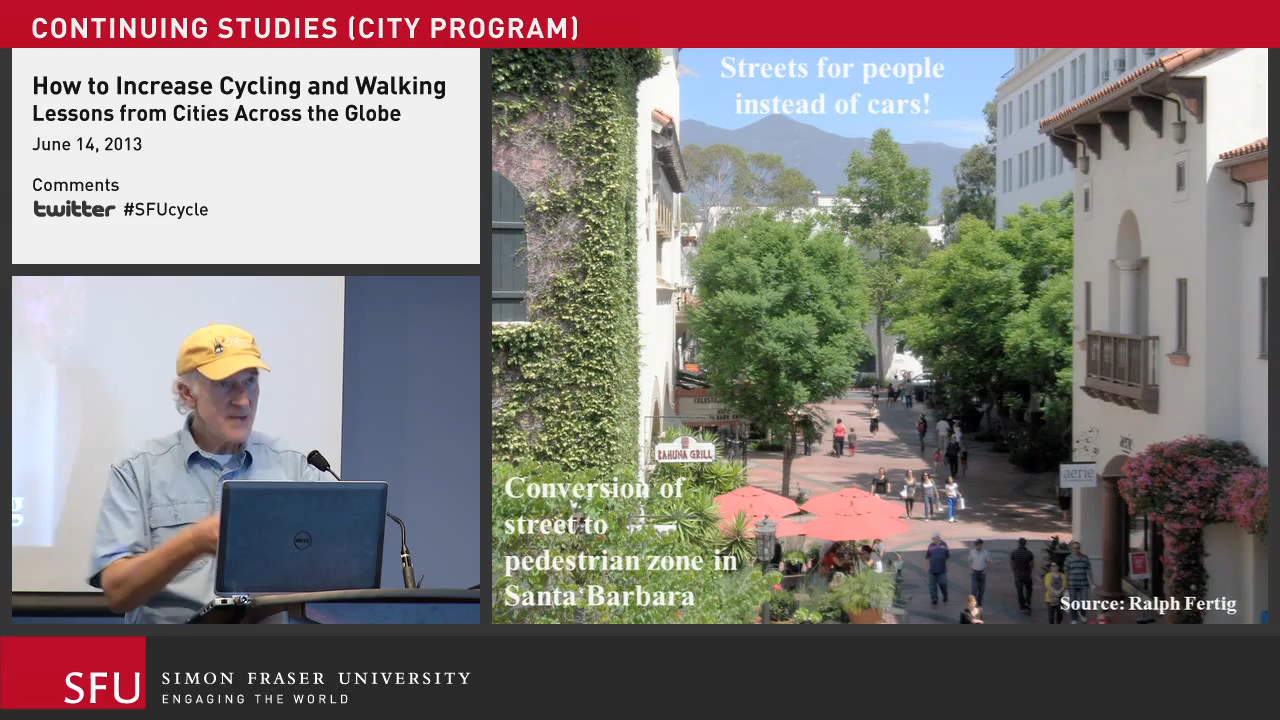 CONTINUING STUDIES (CITY PROGRAM)
How to Increase Cycling and Walking
Lessons from Cities Across the Globe
June 14, 2013
Comments
twitter #SFUcycle
DELL
Streets for people
instead of cars!
KAHUNA GRILL
aerie
Conversion of
street to
pedestrian zone in
Santa Barbara
Source: Ralph Fertig
SFU
SIMON FRASER UNIVERSITY
ENGAGING THE WORLD